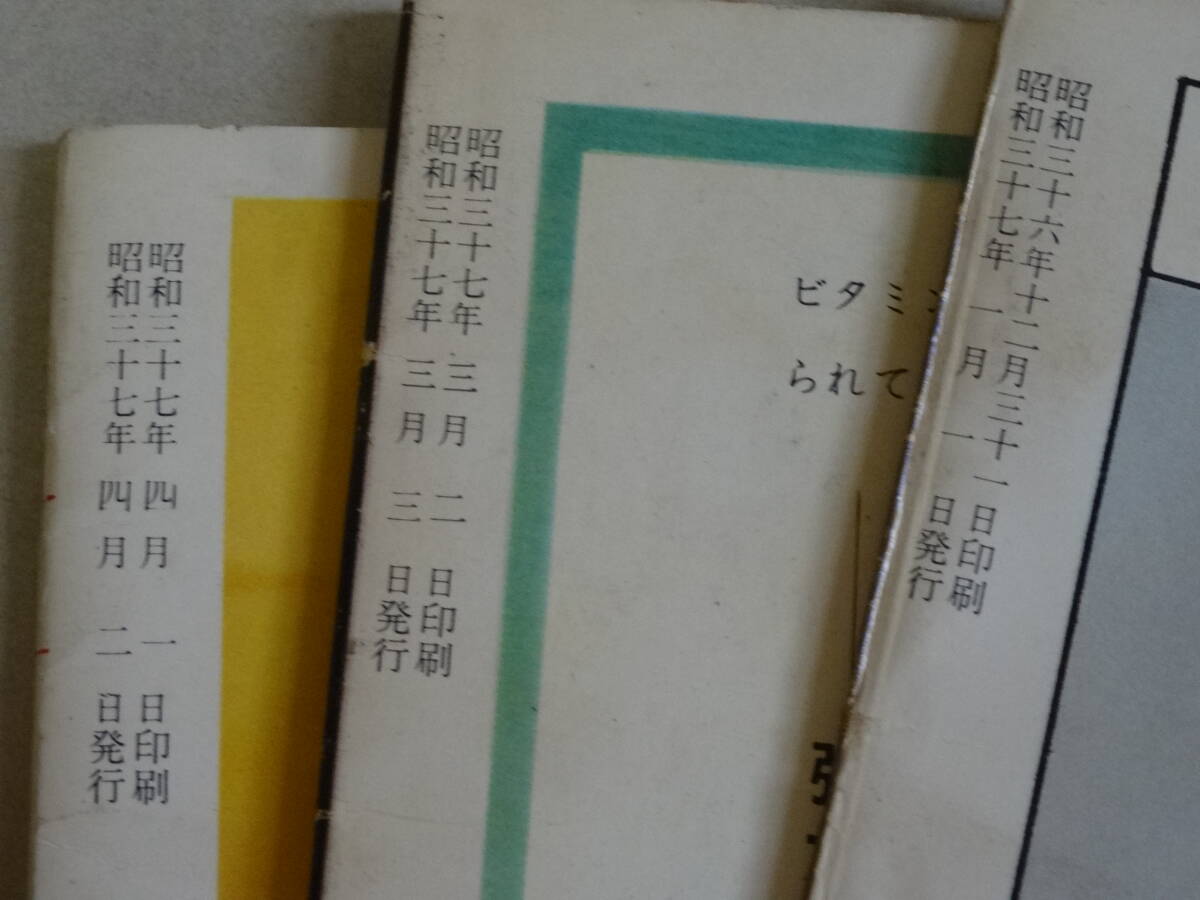 昭和三十六年十二月三十一日印刷
昭和三十七年一月一日発行
昭和三十七年三月二日印刷
昭和三十七年三月三日発行
ビタミン
られて
昭和三十七年四月一日印刷
昭和三十七年四月二日発行